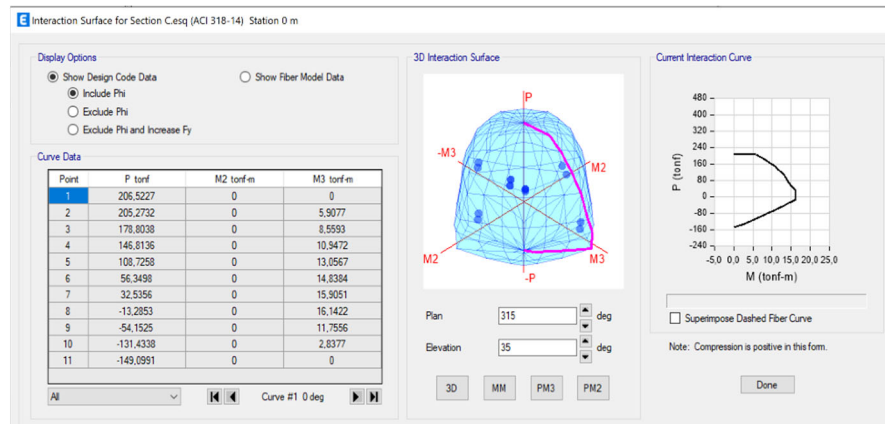 E Interaction Surface for Section C.esq (ACI 318-14)  Station 0 m
Display Options
Show Design Code Data
Show Fiber Model Data
Include Phi
Exclude Phi
Exclude Phi and Increase Fy
Curve Data
Point P tonf M2 tonf-m M3 tonf-m
1 206,5227 0 0
2 205,2732 0 5,9077
3 178,8038 0 8,5593
4 146,8136 0 10,9472
5 108,7258 0 13,0567
6 56,3498 0 14,8384
7 32,5356 0 15,9051
8 -13,2853 0 16,1422
9 -54,1525 0 11,7556
10 -131,4338 0 2,8377
11 -149,0991 0 0
All
Curve #1 0 deg
3D Interaction Surface
P
-M3
M2
M2
M3
-P
Plan 315 deg
Elevation 35 deg
3D MM PM3 PM2
Current Interaction Curve
480
400
320
240
160
80
0
-80
-160
-240
P (tonf)
-5,0 0,0 5,0 10,0 15,0 20,0 25,0
M (tonf-m)
Superimpose Dashed Fiber Curve
Note: Compression is positive in this form.
Done